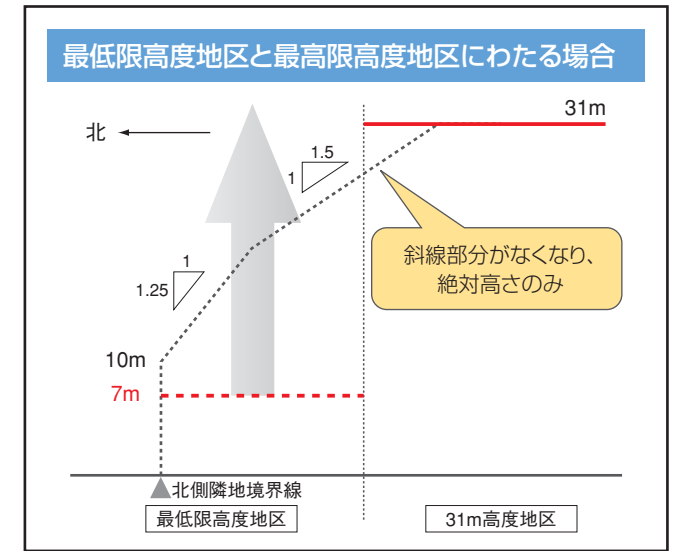 最低限高度地区と最高限高度地区にわたる場合
31m
北
1.5
1
斜線部分がなくなり、
絶対高さのみ
1
1.25
10m
7m
北側隣地境界線
最低限高度地区
31m高度地区